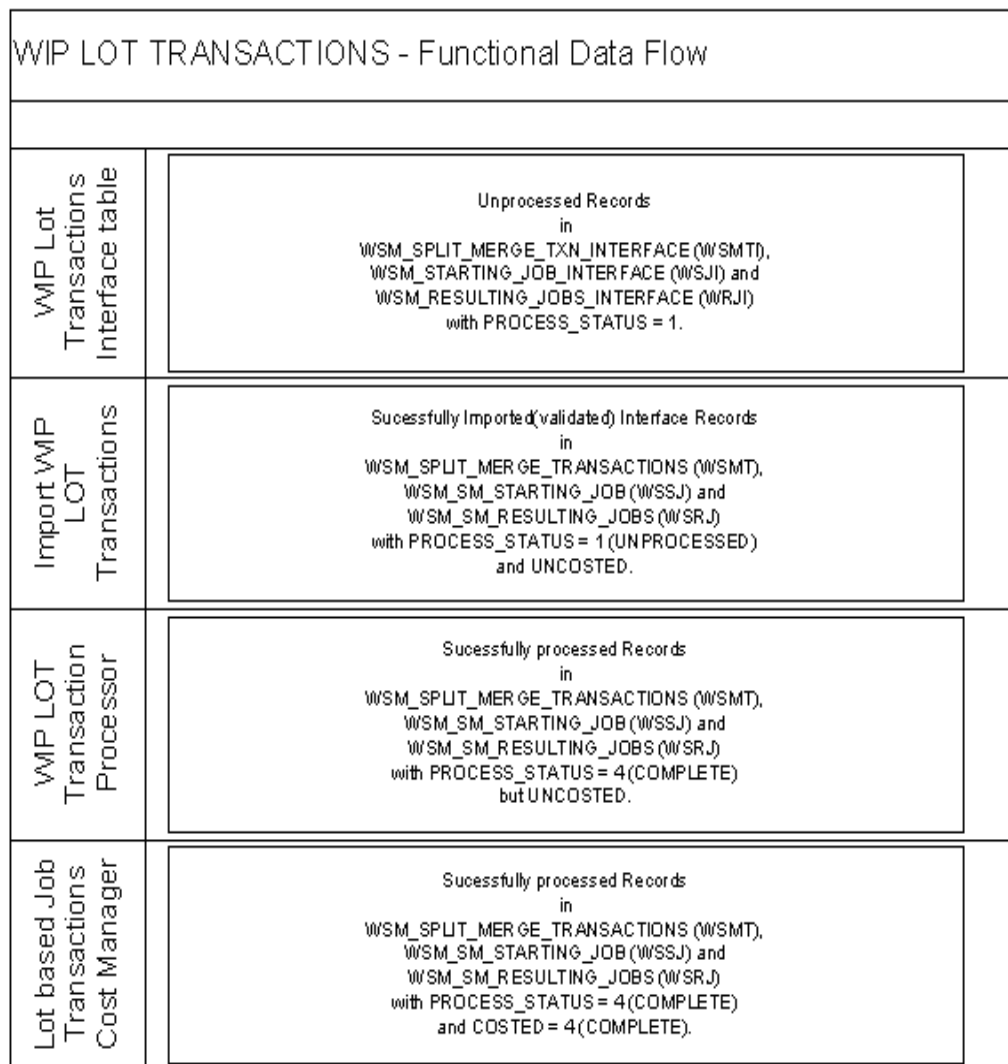 WIP LOT TRANSACTIONS - Functional Data Flow
WIP Lot
Transactions
Interface table
Unprocessed Records
in
WSM_SPLIT_MERGE_TXN_INTERFACE (WSMTI),
WSM_STARTING_JOB_INTERFACE (WSJI) and
WSM_RESULTING_JOBS_INTERFACE (WRJI)
with PROCESS_STATUS = 1.
Import WIP
LOT
Transactions
Sucessfully Imported(validated) Interface Records
in
WSM_SPLIT_MERGE_TRANSACTIONS (WSMT),
WSM_SM_STARTING_JOB (WSSJ) and
WSM_SM_RESULTING_JOBS (WSRJ)
with PROCESS_STATUS = 1 (UNPROCESSED)
and UNCOSTED.
WIP LOT
Transaction
Processor
Sucessfully processed Records
in
WSM_SPLIT_MERGE_TRANSACTIONS (WSMT),
WSM_SM_STARTING_JOB (WSSJ) and
WSM_SM_RESULTING_JOBS (WSRJ)
with PROCESS_STATUS = 4 (COMPLETE)
but UNCOSTED.
Lot based Job
Transactions
Cost Manager
Sucessfully processed Records
in
WSM_SPLIT_MERGE_TRANSACTIONS (WSMT),
WSM_SM_STARTING_JOB (WSSJ) and
WSM_SM_RESULTING_JOBS (WSRJ)
with PROCESS_STATUS = 4 (COMPLETE)
and COSTED = 4 (COMPLETE).